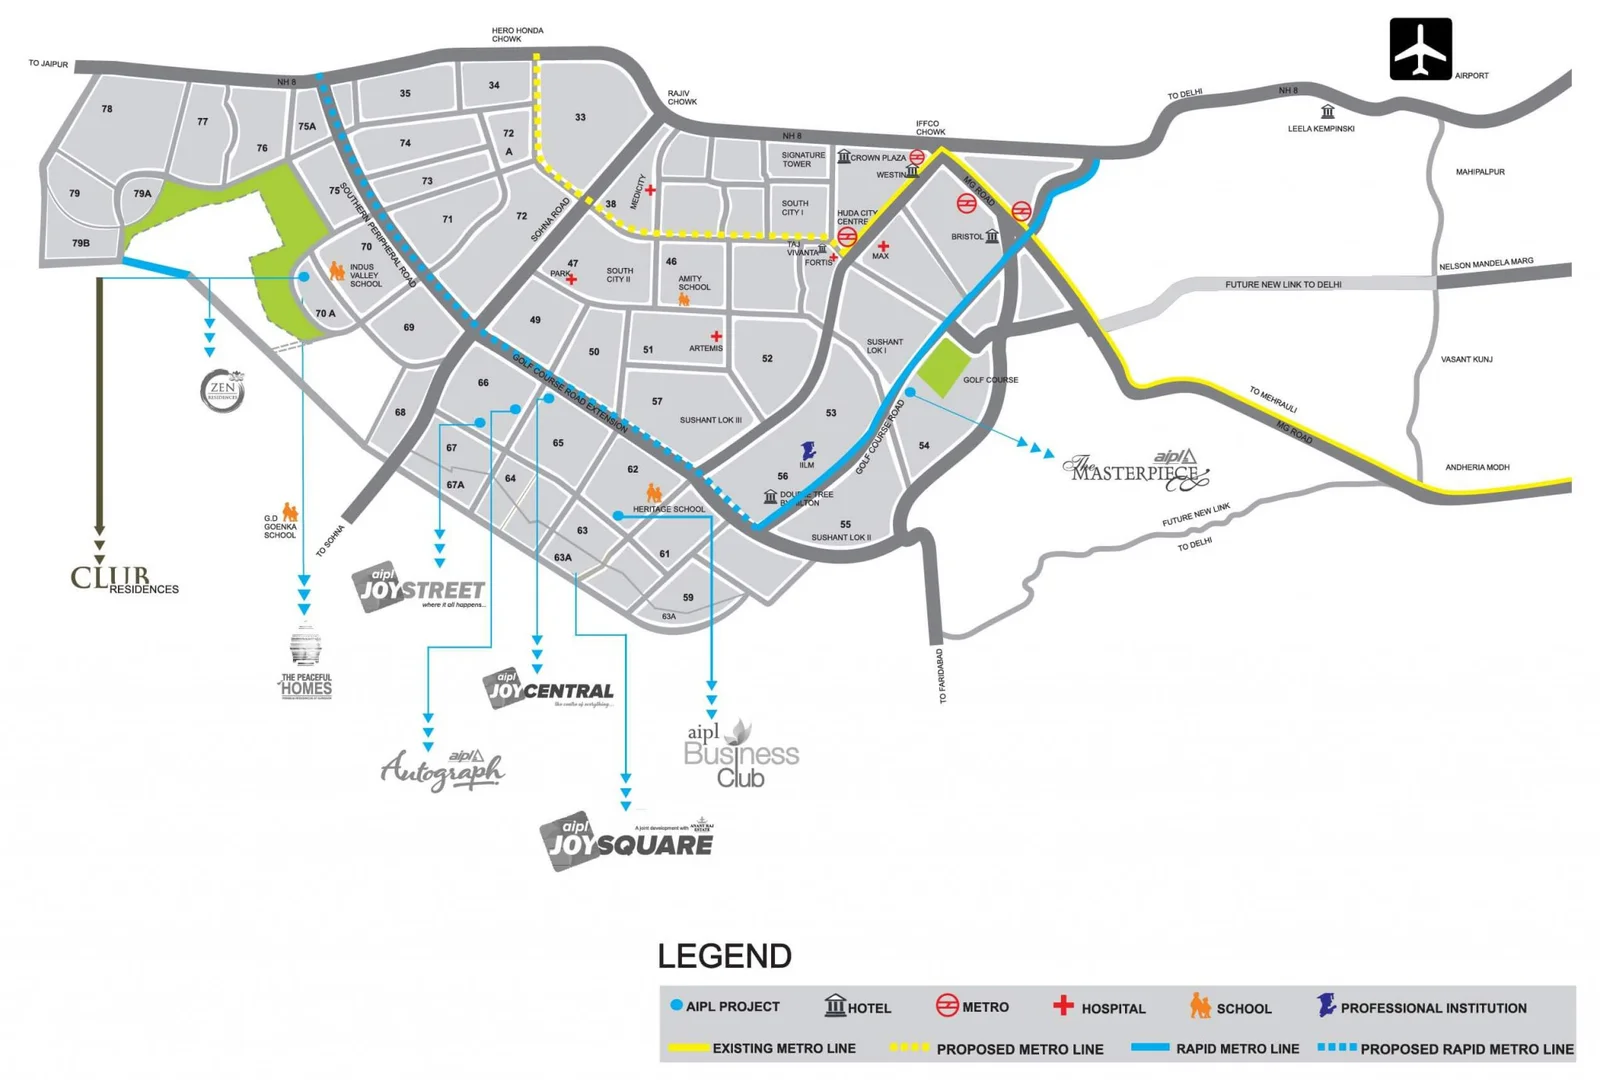 HERO HONDA
CHOWK
TO JAIPUR
NH 8
AIRPORT
NH 8
TO DELHI
LEELA KEMPINSKI
RAJIV
CHOWK
IFFCO
CHOWK
NH 8
78
77
76
75A
35
34
33
74
72
A
73
75
71
72
79
79A
79B
70
70 A
69
SOUTHERN PERIPHERAL ROAD
SOHNA ROAD
INDUS
VALLEY
SCHOOL
MEDICITY
38
SIGNATURE
TOWER
SOUTH
CITY I
CROWN PLAZA
WESTIN
MG ROAD
HUDA CITY
CENTRE
TAJ
VIVANTA
FORTIS
MAX
BRISTOL
MAHIPALPUR
NELSON MANDELA MARG
FUTURE NEW LINK TO DELHI
VASANT KUNJ
47
PARK
SOUTH
CITY II
46
AMITY
SCHOOL
49
50
51
ARTEMIS
52
SUSHANT
LOK I
GOLF COURSE
GOLF COURSE ROAD EXTENSION
GOLF COURSE ROAD
66
57
SUSHANT LOK III
53
54
TO MEHRAULI
MG ROAD
ANDHERIA MODH
68
67
67A
65
64
62
HERITAGE SCHOOL
IILM
56
DOUBLE TREE
BY HILTON
55
SUSHANT LOK II
63
63A
61
59
63A
FUTURE NEW LINK
TO DELHI
TO SOHNA
TO FARIDABAD
G.D
GOENKA
SCHOOL
ZEN
RESIDENCES
CLUB
RESIDENCES
THE PEACEFUL
HOMES
aipl
JOYSTREET
where it all happens...
aipl
JOYCENTRAL
the centre of everything...
aipl
Autograph
aipl
Business
Club
aipl
A joint development with
ANANT RAJ
ESTATE
JOYSQUARE
aipl
The
MASTERPIECE
LEGEND
AIPL PROJECT
HOTEL
METRO
HOSPITAL
SCHOOL
PROFESSIONAL INSTITUTION
EXISTING METRO LINE
PROPOSED METRO LINE
RAPID METRO LINE
PROPOSED RAPID METRO LINE